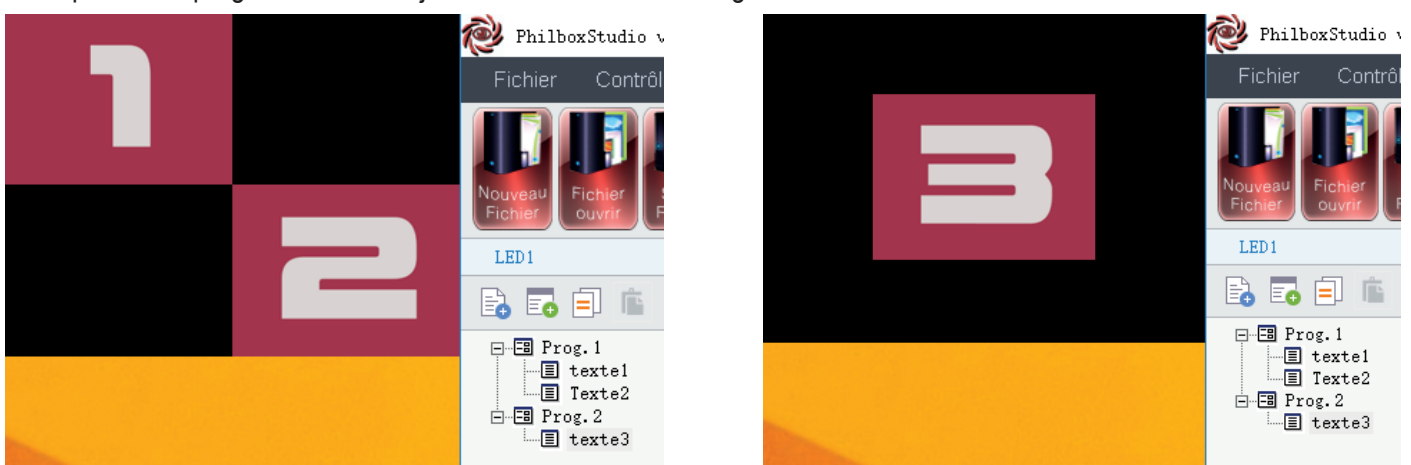 1
2
PhilboxStudio
Fichier Contrôl
Nouveau
Fichier
Fichier
ouvrir
LED1
Prog.1
texte1
Texte2
Prog.2
texte3
3
PhilboxStudio
Fichier Contrôl
Nouveau
Fichier
Fichier
ouvrir
LED1
Prog.1
texte1
Texte2
Prog.2
texte3